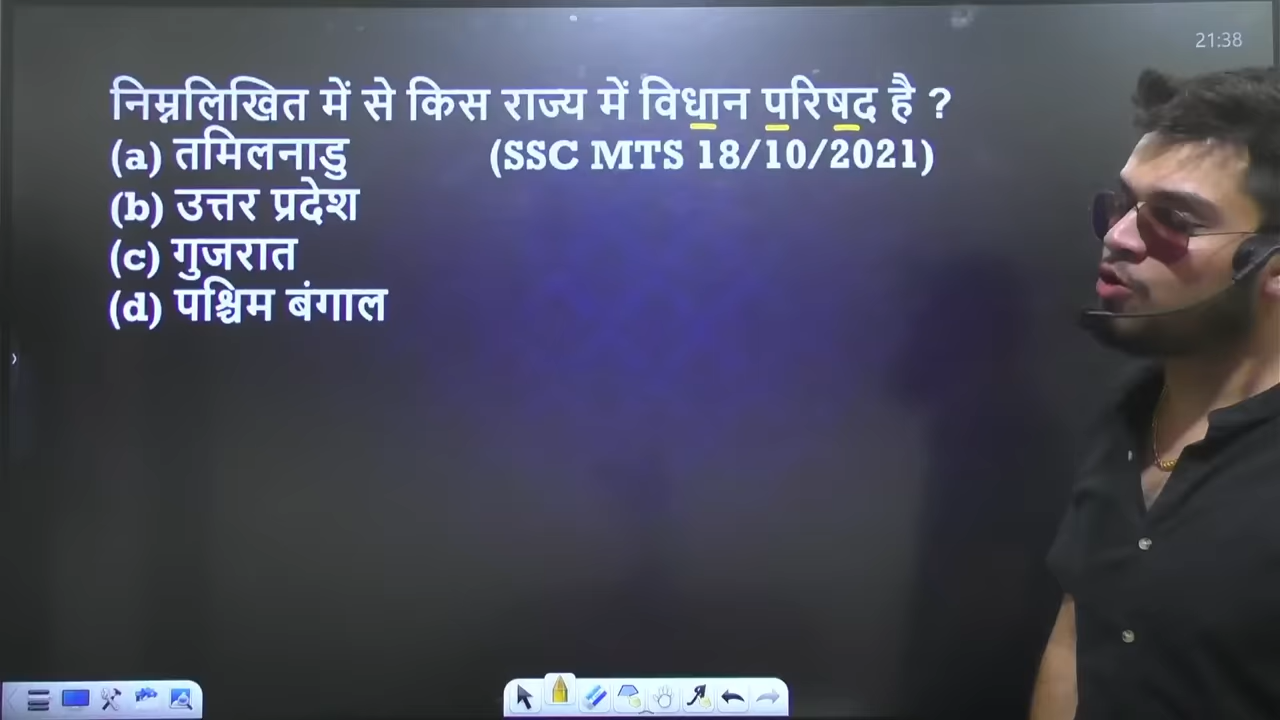 21:38
निम्नलिखित में से किस राज्य में विधान परिषद है ?
(a) तमिलनाडु (SSC MTS 18/10/2021)
(b) उत्तर प्रदेश
(c) गुजरात
(d) पश्चिम बंगाल